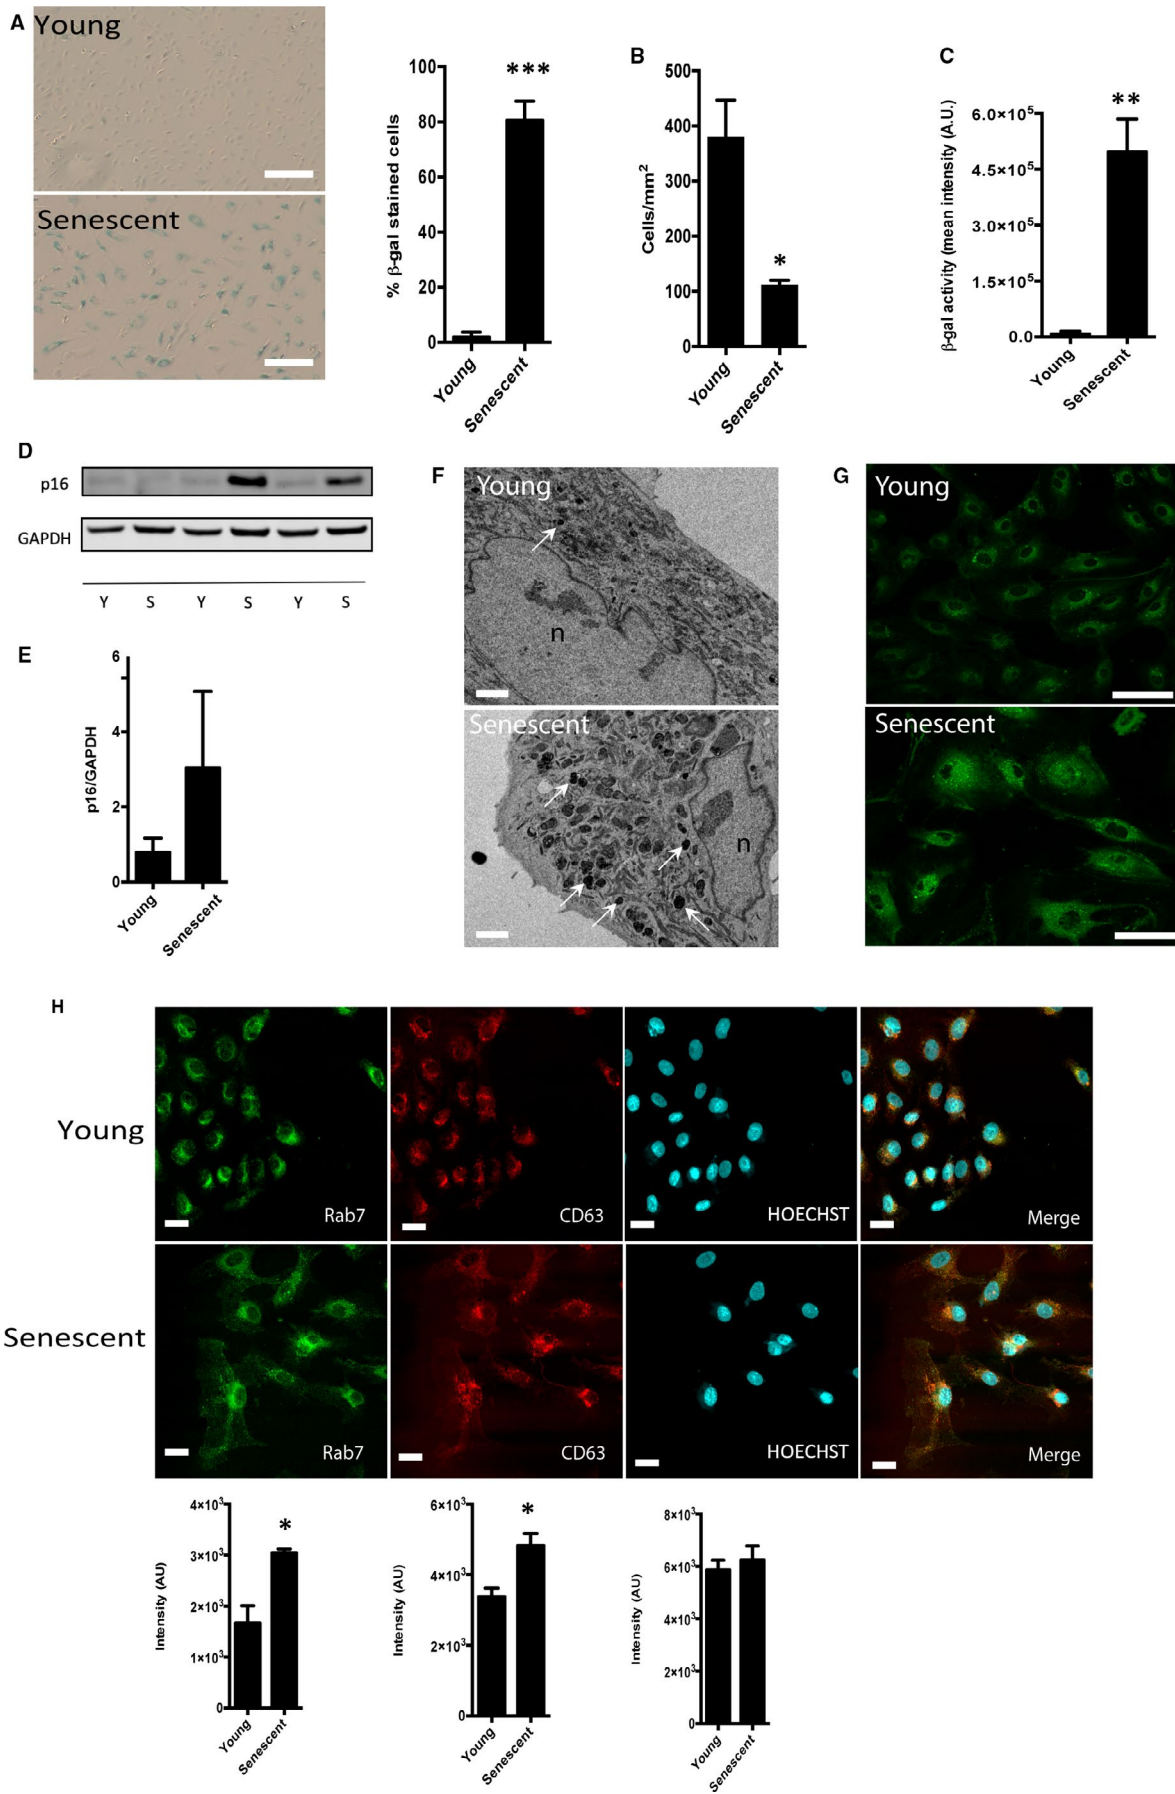 A
Young
Senescent
% β-gal stained cells
100
80
60
40
20
0
***
Young
Senescent
B
Cells/mm²
500
400
300
200
100
0
*
Young
Senescent
C
β-gal activity (mean intensity (A.U.)
6.0×10⁵
4.5×10⁵
3.0×10⁵
1.5×10⁵
0.0
**
Young
Senescent
D
p16
GAPDH
Y S Y S Y S
E
p16/GAPDH
6
4
2
0
Young
Senescent
F
Young
n
Senescent
n
G
Young
Senescent
H
Young
Rab7
CD63
HOECHST
Merge
Senescent
Rab7
CD63
HOECHST
Merge
Intensity (AU)
4×10³
3×10³
2×10³
1×10³
0
*
Young
Senescent
Intensity (AU)
6×10³
4×10³
2×10³
0
*
Young
Senescent
Intensity (AU)
8×10³
6×10³
4×10³
2×10³
0
Young
Senescent